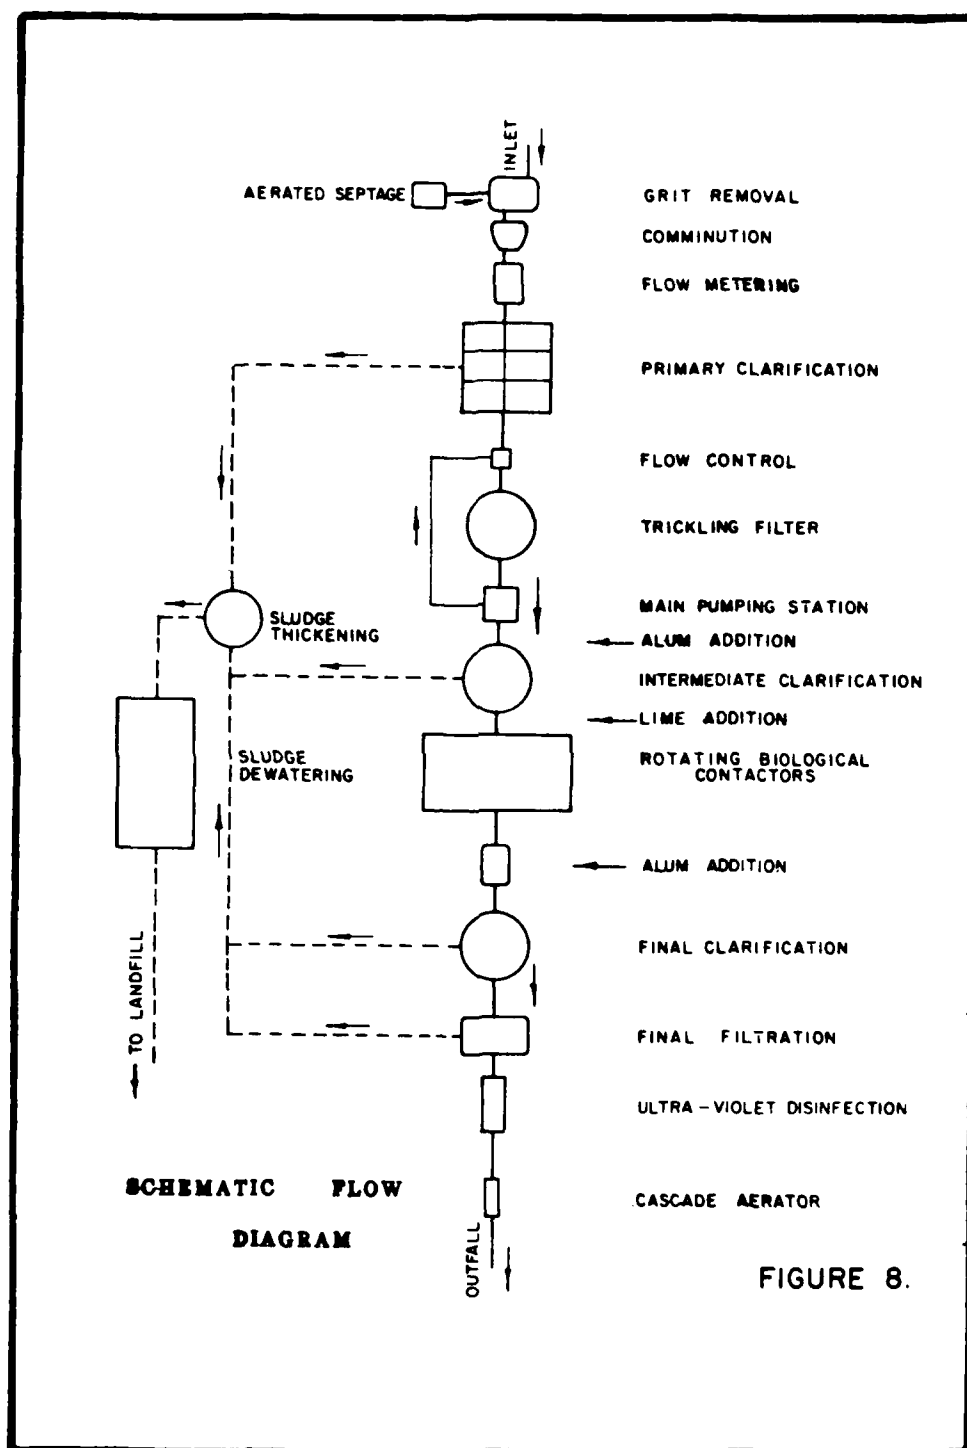 INLET
AERATED SEPTAGE
GRIT REMOVAL
COMMINUTION
FLOW METERING
PRIMARY CLARIFICATION
FLOW CONTROL
TRICKLING FILTER
MAIN PUMPING STATION
SLUDGE
THICKENING
ALUM ADDITION
INTERMEDIATE CLARIFICATION
LIME ADDITION
SLUDGE
DEWATERING
ROTATING BIOLOGICAL
CONTACTORS
ALUM ADDITION
FINAL CLARIFICATION
TO LANDFILL
FINAL FILTRATION
ULTRA-VIOLET DISINFECTION
CASCADE AERATOR
OUTFALL
SCHEMATIC FLOW
DIAGRAM
FIGURE 8.